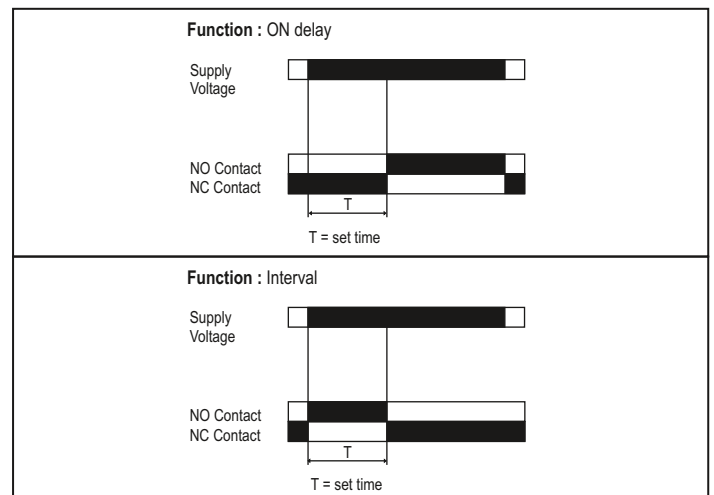 Function : ON delay
Supply
Voltage
NO Contact
NC Contact
T
T = set time
Function : Interval
Supply
Voltage
NO Contact
NC Contact
T
T = set time